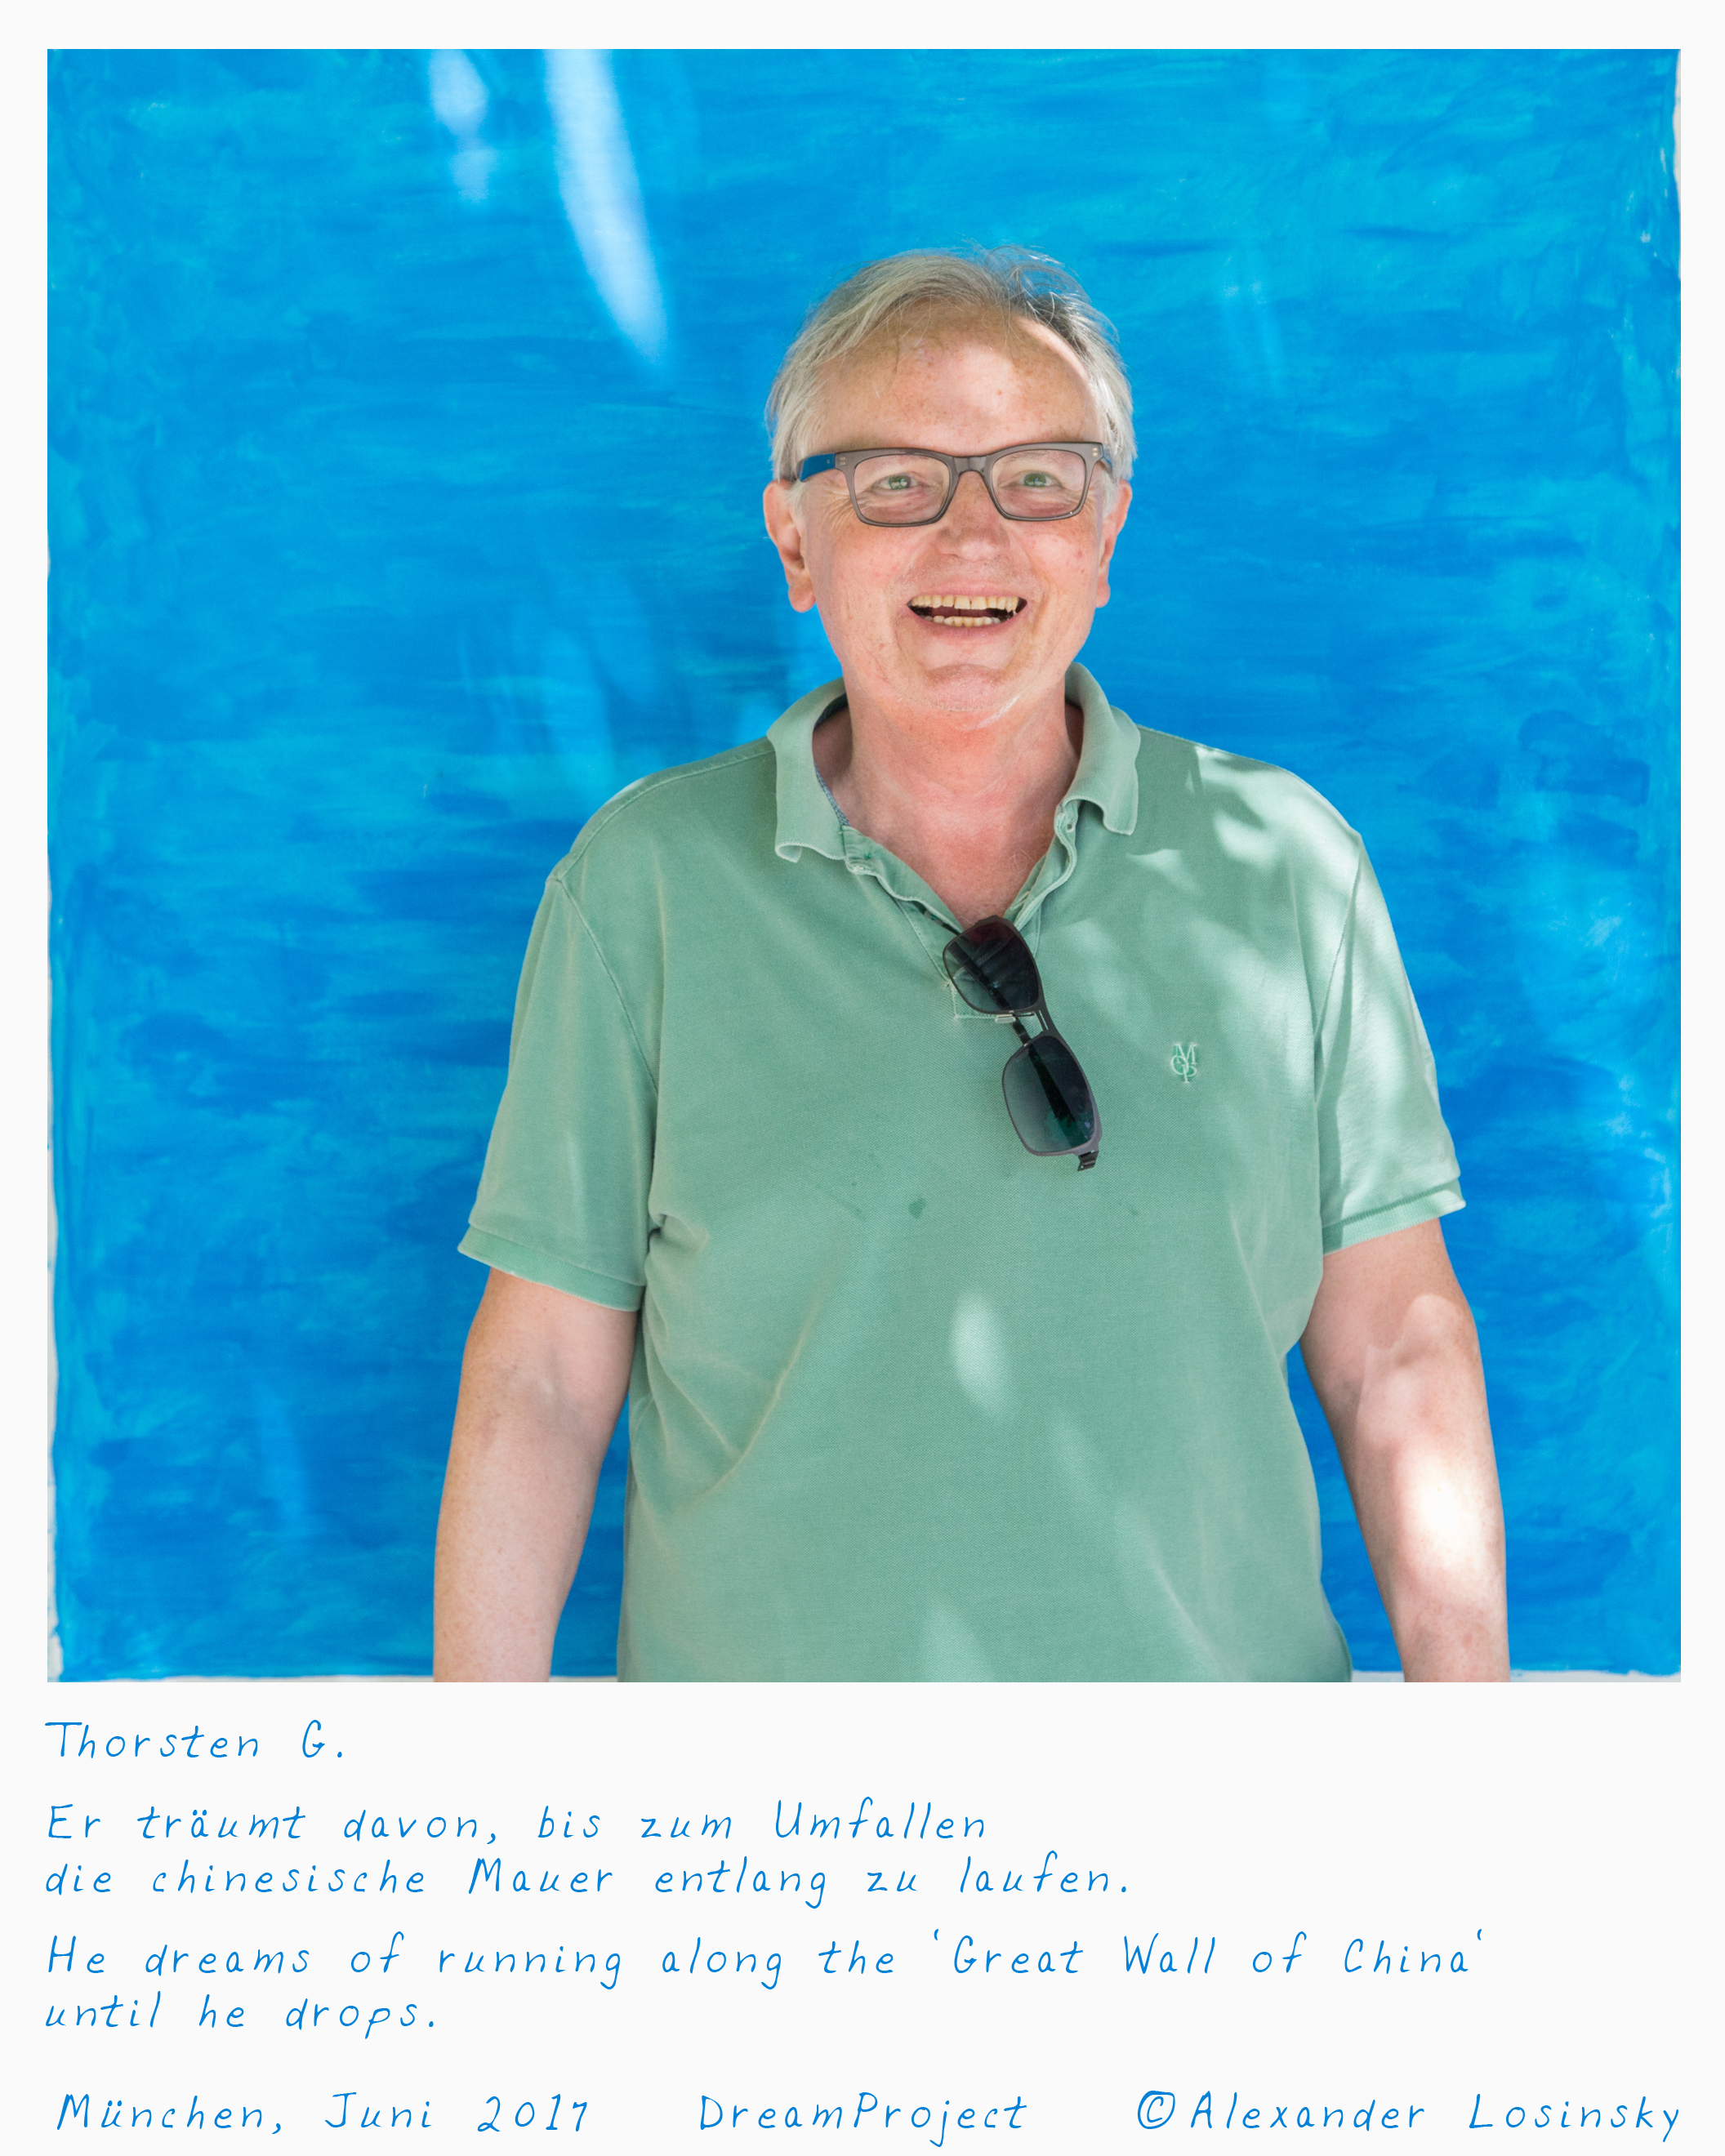 MOP
Thorsten G.
Er träumt davon, bis zum Umfallen
die chinesische Mauer entlang zu laufen.
He dreams of running along the 'Great Wall of China'
until he drops.
München, Juni 2017 DreamProject ©Alexander Losinsky